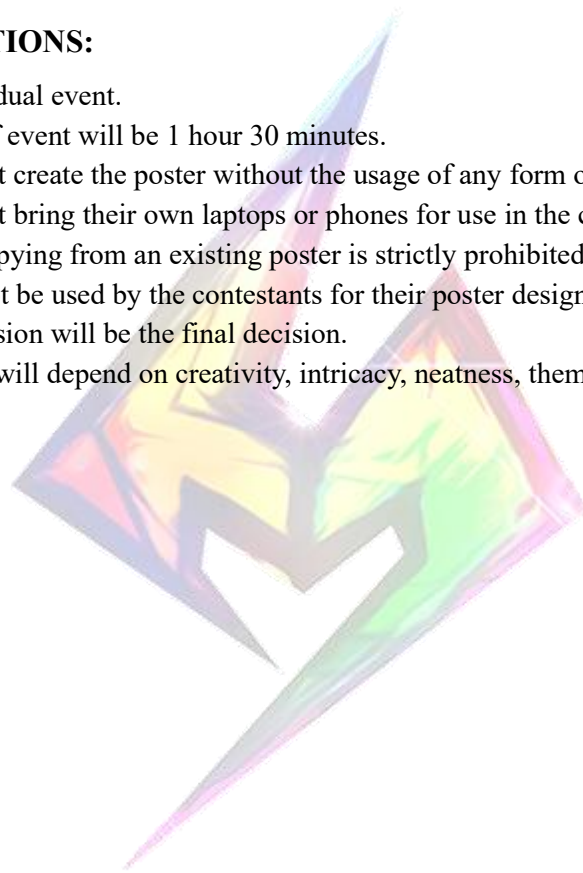 TIONS:
dual event.
f event will be 1 hour 30 minutes.
t create the poster without the usage of any form o
t bring their own laptops or phones for use in the c
pying from an existing poster is strictly prohibited
t be used by the contestants for their poster design
sion will be the final decision.
will depend on creativity, intricacy, neatness, them